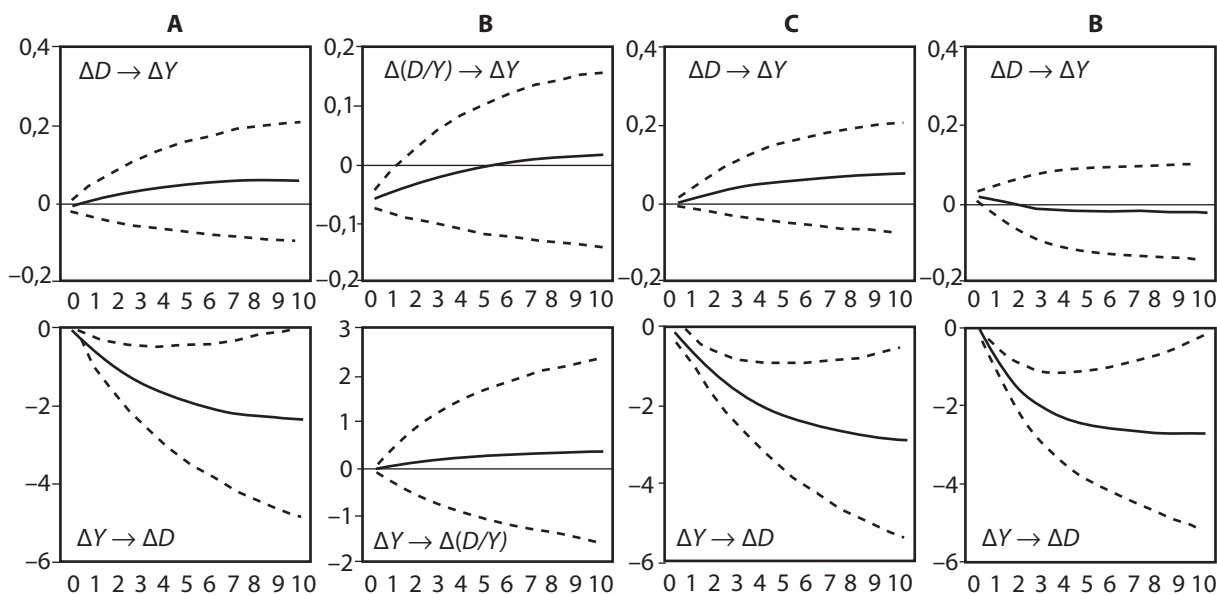 A B C B
0,4 0,2 0,4 0,4
ΔD → ΔY Δ(D/Y) → ΔY ΔD → ΔY ΔD → ΔY
0,2 0,1 0,2 0,2
0 0 0 0
–0,1
–0,2 –0,2 –0,2 –0,2
0 1 2 3 4 5 6 7 8 9 10 0 1 2 3 4 5 6 7 8 9 10 0 1 2 3 4 5 6 7 8 9 10 0 1 2 3 4 5 6 7 8 9 10
0 3 0 0
2
–2 1 –2 –2
0
–4 –1 –4 –4
ΔY → ΔD ΔY → Δ(D/Y) ΔY → ΔD ΔY → ΔD
–6 –2 –6 –6
0 1 2 3 4 5 6 7 8 9 10 0 1 2 3 4 5 6 7 8 9 10 0 1 2 3 4 5 6 7 8 9 10 0 1 2 3 4 5 6 7 8 9 10